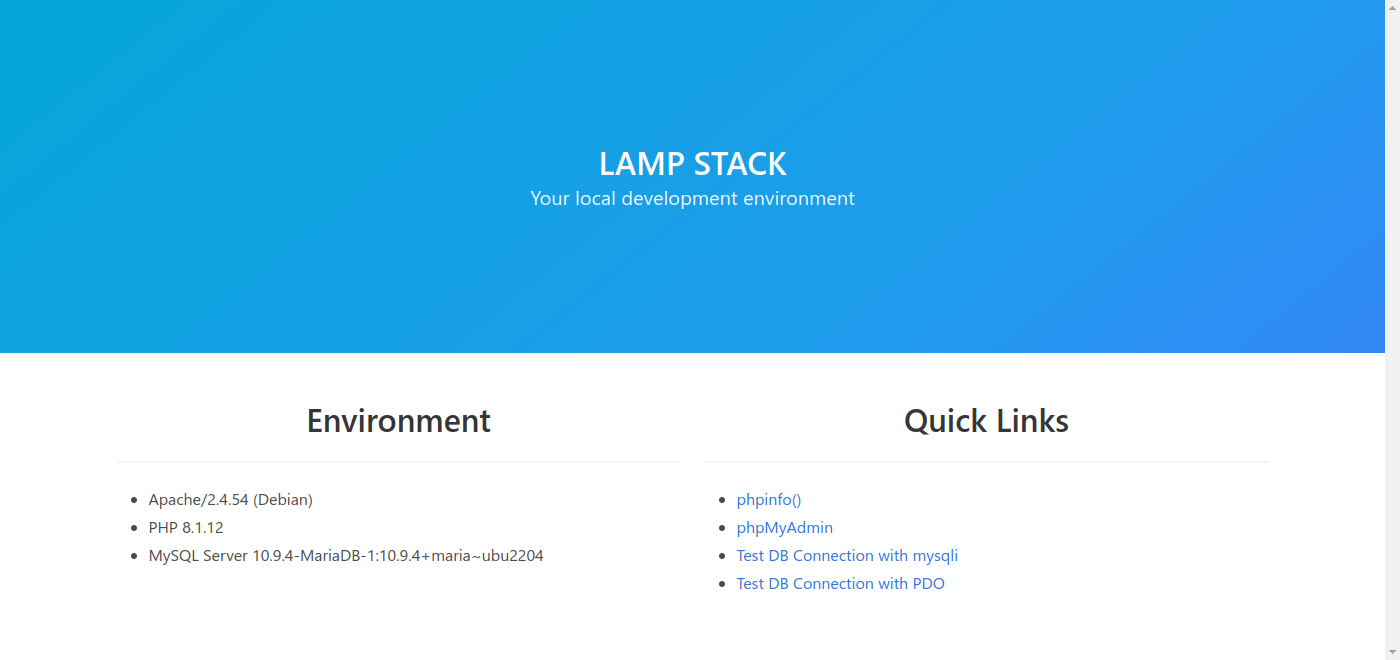 LAMP STACK
Your local development environment
Environment
Apache/2.4.54 (Debian)
PHP 8.1.12
MySQL Server 10.9.4-MariaDB-1:10.9.4+maria~ubu2204
Quick Links
phpinfo()
phpMyAdmin
Test DB Connection with mysqli
Test DB Connection with PDO